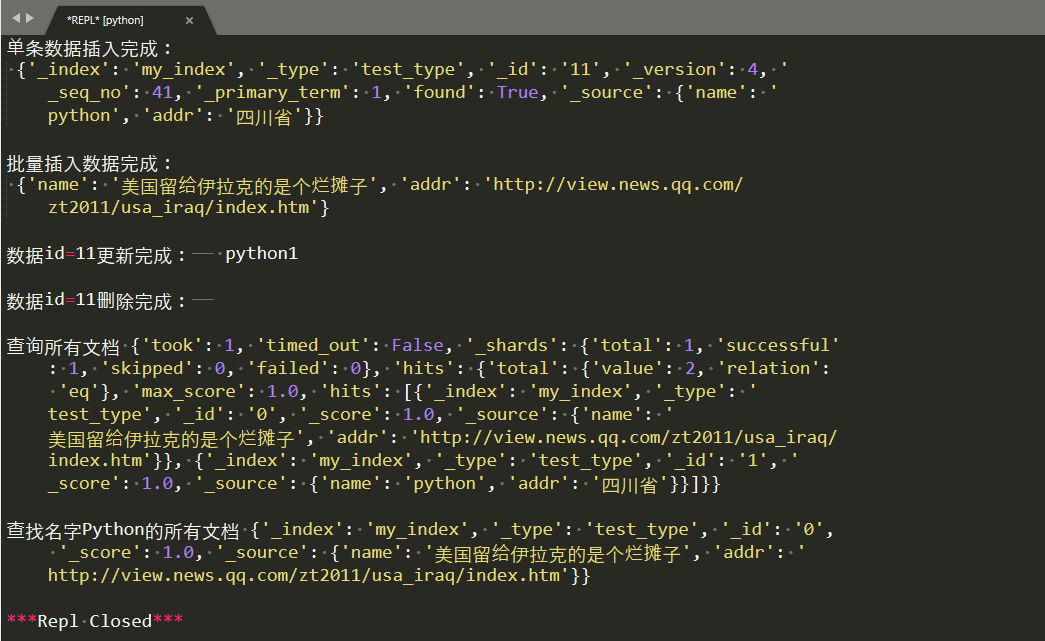 *REPL* [python]
单条数据插入完成：
{'_index': 'my_index', '_type': 'test_type', '_id': '11', '_version': 4, '
_seq_no': 41, '_primary_term': 1, 'found': True, '_source': {'name': '
python', 'addr': '四川省'}}
批量插入数据完成：
{'name': '美国留给伊拉克的是个烂摊子', 'addr': 'http://view.news.qq.com/
zt2011/usa_iraq/index.htm'}
数据id=11更新完成：—— python1
数据id=11删除完成：——
查询所有文档 {'took': 1, 'timed_out': False, '_shards': {'total': 1, 'successful'
: 1, 'skipped': 0, 'failed': 0}, 'hits': {'total': {'value': 2, 'relation':
'eq'}, 'max_score': 1.0, 'hits': [{'_index': 'my_index', '_type': '
test_type', '_id': '0', '_score': 1.0, '_source': {'name': '
美国留给伊拉克的是个烂摊子', 'addr': 'http://view.news.qq.com/zt2011/usa_iraq/
index.htm'}}, {'_index': 'my_index', '_type': 'test_type', '_id': '1', '
_score': 1.0, '_source': {'name': 'python', 'addr': '四川省'}}]}}
查找名字Python的所有文档 {'_index': 'my_index', '_type': 'test_type', '_id': '0',
'_score': 1.0, '_source': {'name': '美国留给伊拉克的是个烂摊子', 'addr': '
http://view.news.qq.com/zt2011/usa_iraq/index.htm'}}
***Repl Closed***